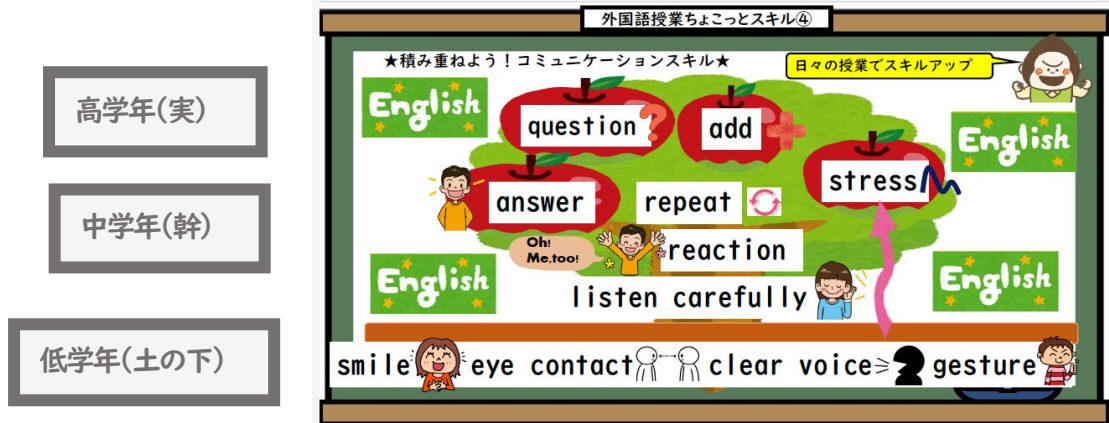 外国語授業ちょこっとスキル④
★積み重ねよう!コミュニケーションスキル★
日々の授業でスキルアップ
高学年(実)
English
question
add
English
stress
中学年(幹)
answer
repeat
Oh!
Me,too!
reaction
English
English
listen carefully
低学年(土の下)
smile eye contact clear voice gesture